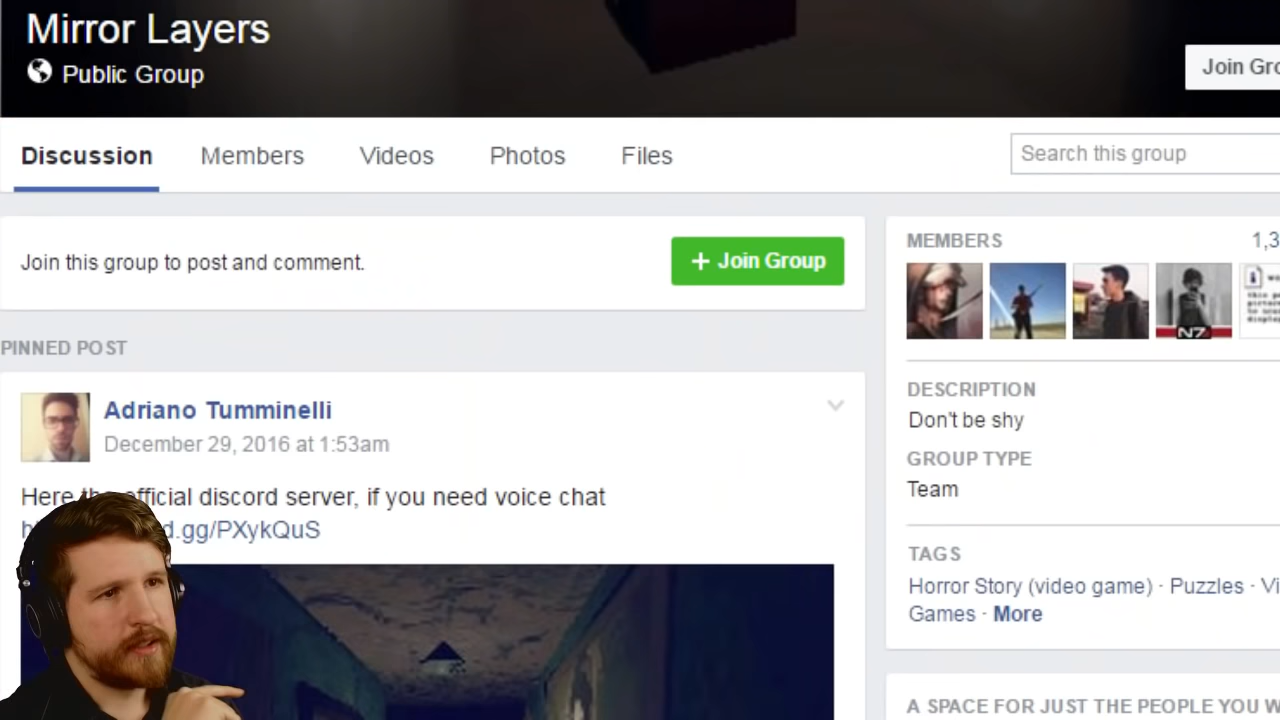 Mirror Layers
Public Group
Join Gro
Discussion Members Videos Photos Files
Search this group
Join this group to post and comment.
+ Join Group
PINNED POST
Adriano Tumminelli
December 29, 2016 at 1:53am
Here the official discord server, if you need voice chat
d.gg/PXykQuS
MEMBERS 1,3
N7
DESCRIPTION
Don't be shy
GROUP TYPE
Team
TAGS
Horror Story (video game) · Puzzles · Vi
Games · More
A SPACE FOR JUST THE PEOPLE YOU W